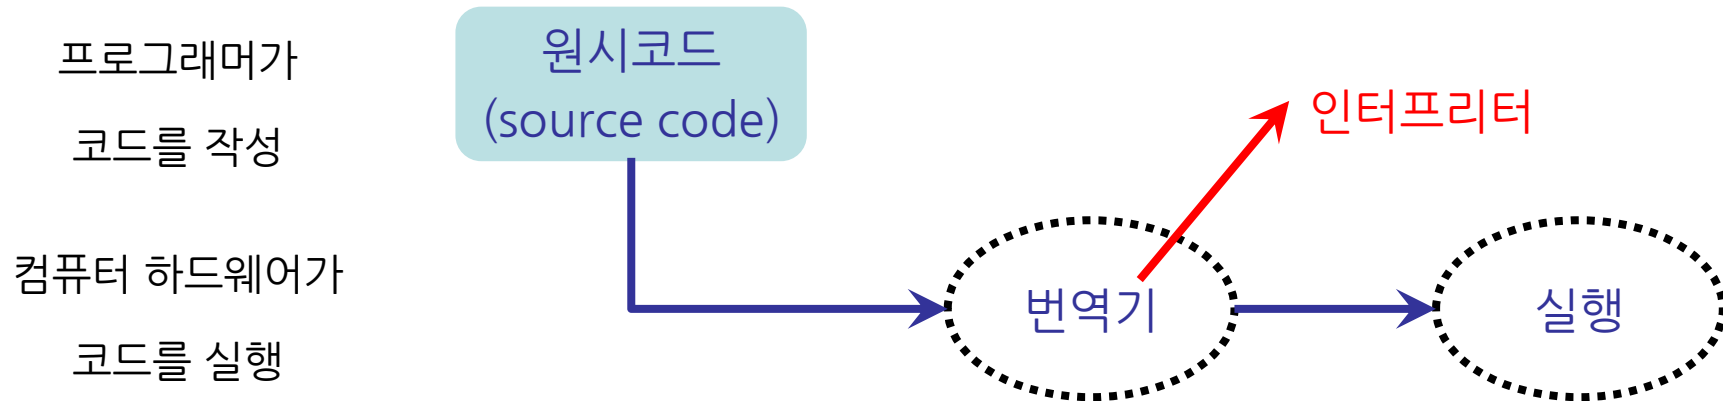 프로그래머가
코드를 작성
원시코드
(source code)
인터프리터
컴퓨터 하드웨어가
코드를 실행
번역기
실행